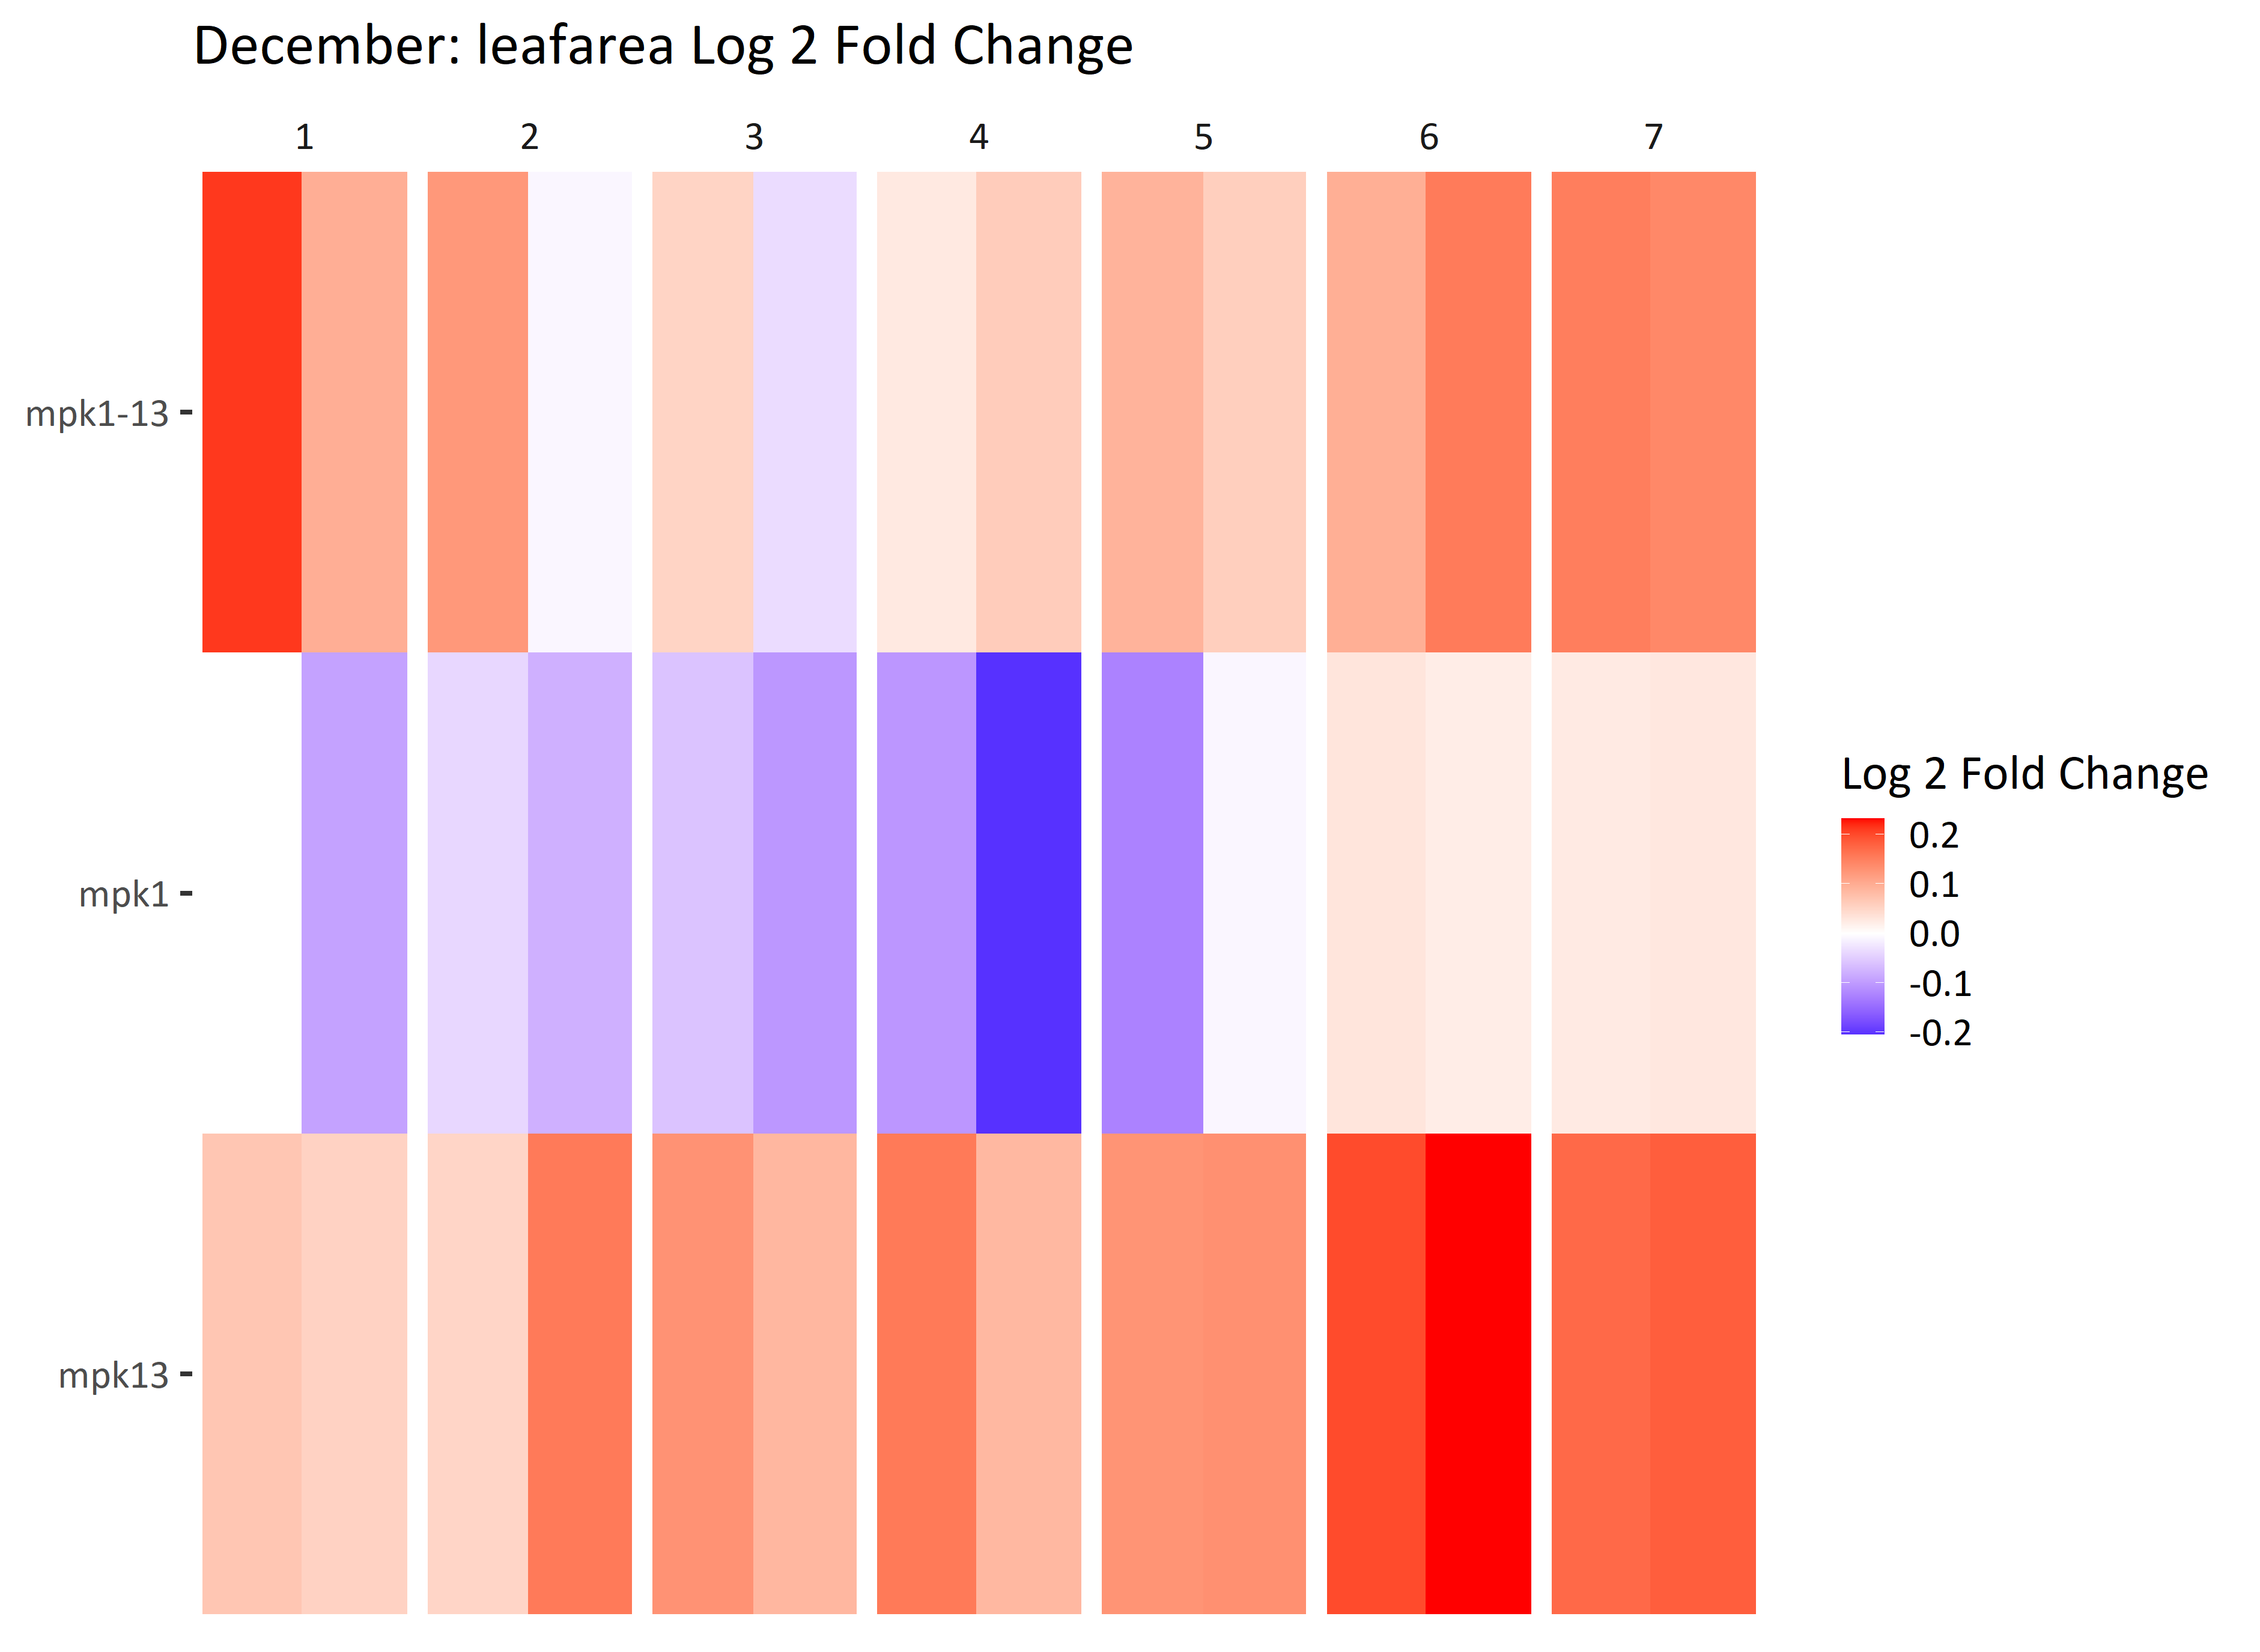 December: leafarea Log 2 Fold Change
1 2 3 4 5 6 7
mpk1-13
mpk1
mpk13
Log 2 Fold Change
0.2
0.1
0.0
-0.1
-0.2